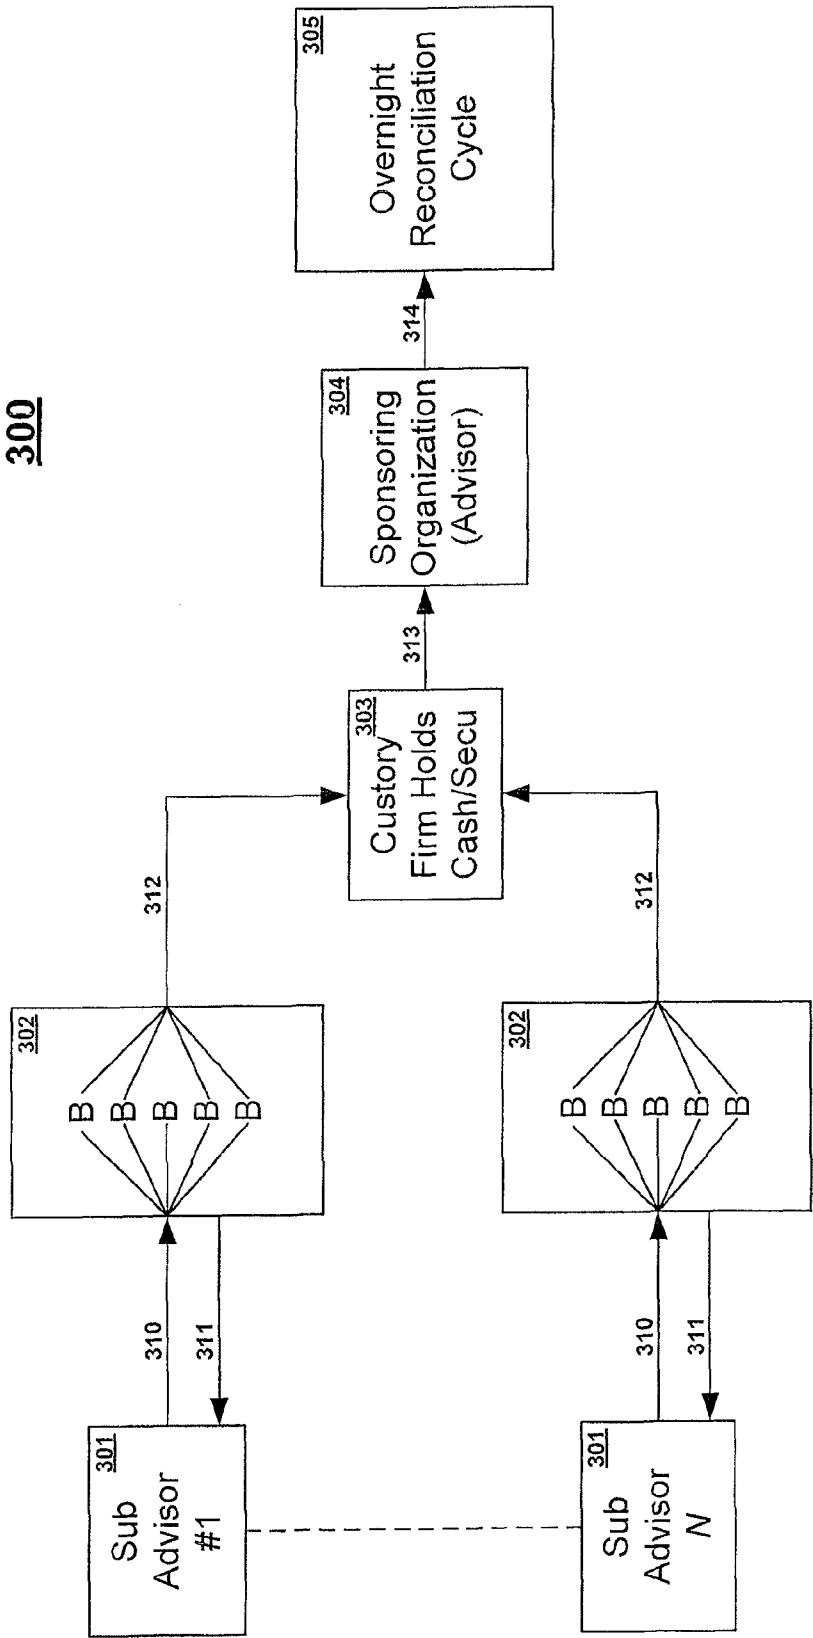 300
301
Sub
Advisor
#1
310
311
302
B
B
B
B
B
312
301
Sub
Advisor
N
310
311
302
B
B
B
B
B
312
303
Custory
Firm Holds
Cash/Secu
313
304
Sponsoring
Organization
(Advisor)
314
305
Overnight
Reconciliation
Cycle